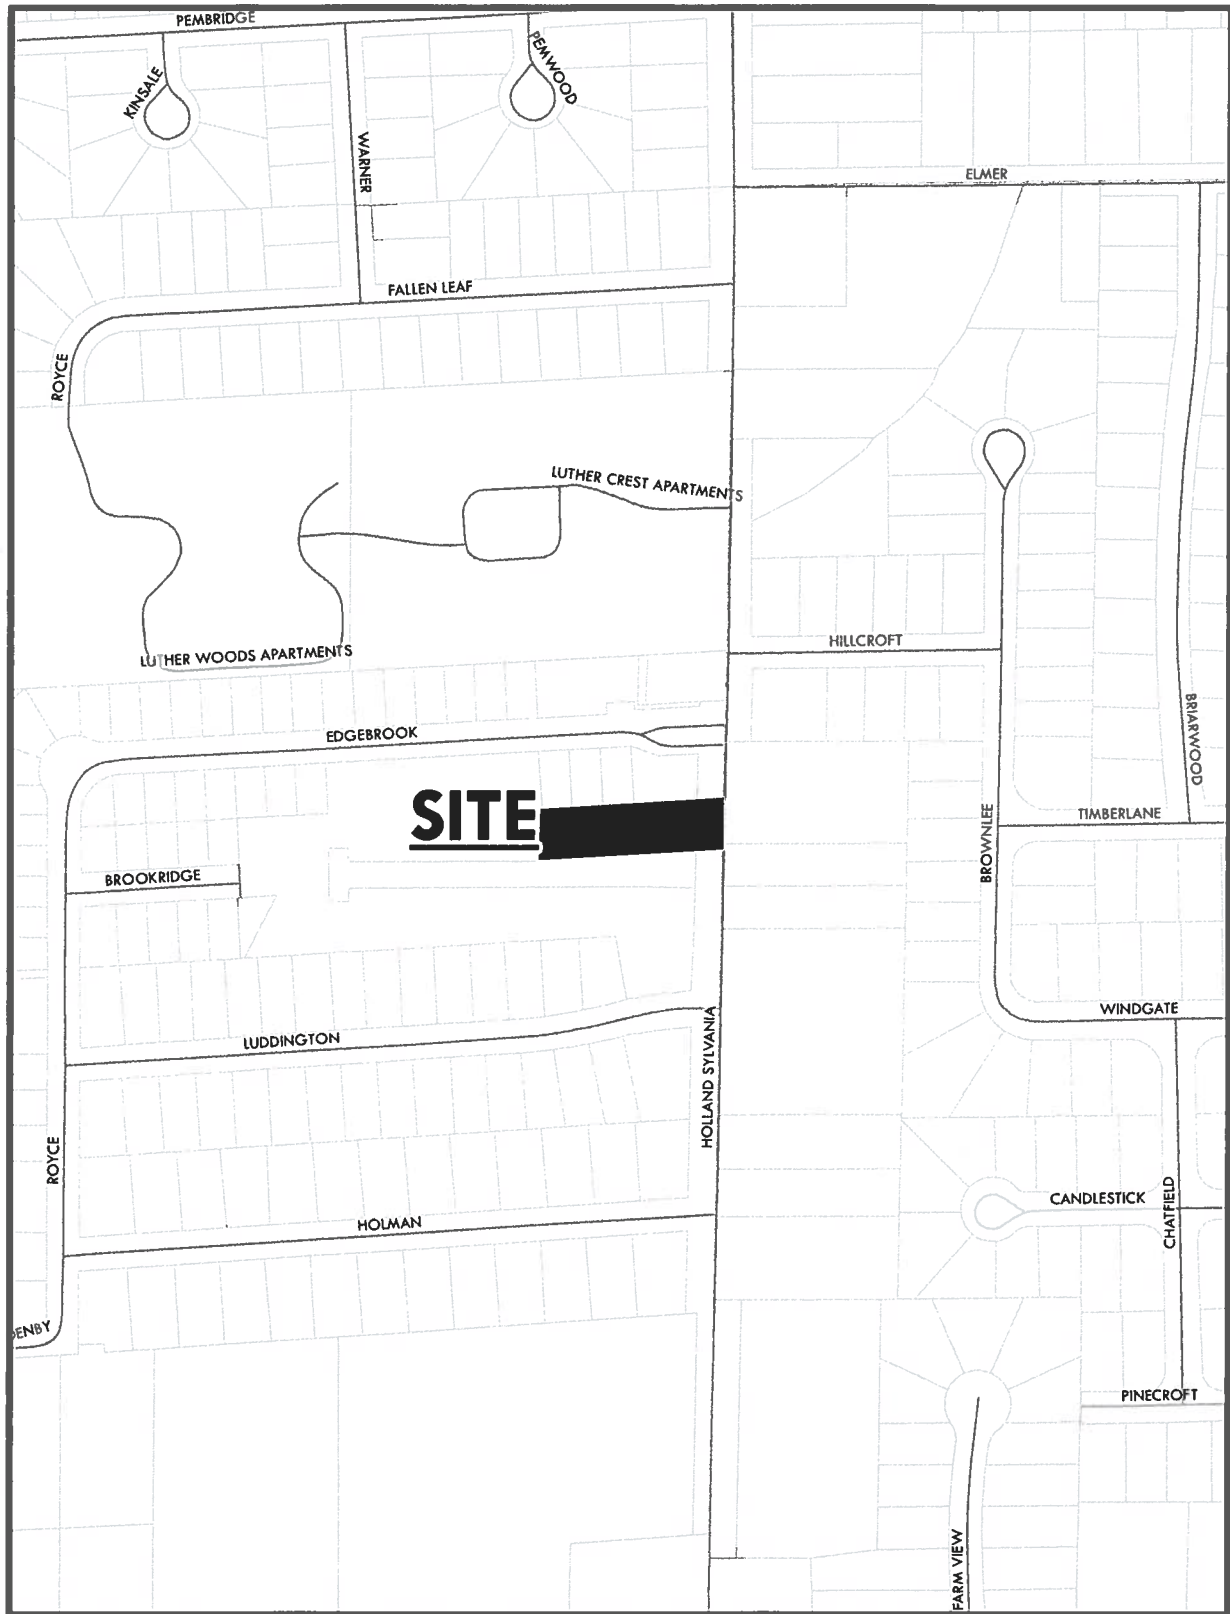 PEMBRIDGE
KINSALE
PEMWOOD
WARNER
ELMER
FALLEN LEAF
ROYCE
LUTHER CREST APARTMENTS
HILLCROFT
LUTHER WOODS APARTMENTS
EDGEBROOK
BRIARWOOD
SITE
TIMBERLANE
BROWNLEE
BROOKRIDGE
WINDGATE
LUDDINGTON
HOLLAND SYLVANIA
ROYCE
CANDLESTICK
CHATFIELD
HOLMAN
DENBY
PINECROFT
FARM VIEW